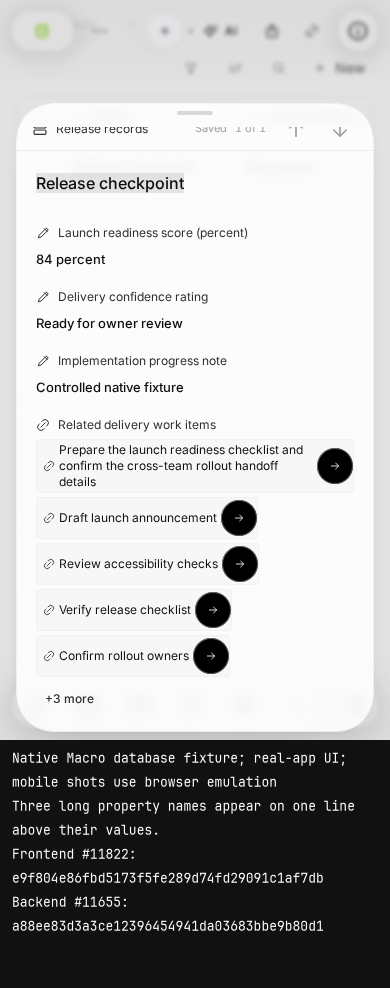 AI
New
Release records
Saved
1 of 1
Release checkpoint
Launch readiness score (percent)
84 percent
Delivery confidence rating
Ready for owner review
Implementation progress note
Controlled native fixture
Related delivery work items
Prepare the launch readiness checklist and
confirm the cross-team rollout handoff
details
Draft launch announcement
Review accessibility checks
Verify release checklist
Confirm rollout owners
+3 more
Native Macro database fixture; real-app UI;
mobile shots use browser emulation
Three long property names appear on one line
above their values.
Frontend #11822:
e9f804e86fbd5173f5fe289d74fd29091c1af7db
Backend #11655:
a88ee83d3a3ce12396454941da03683bbe9b80d1